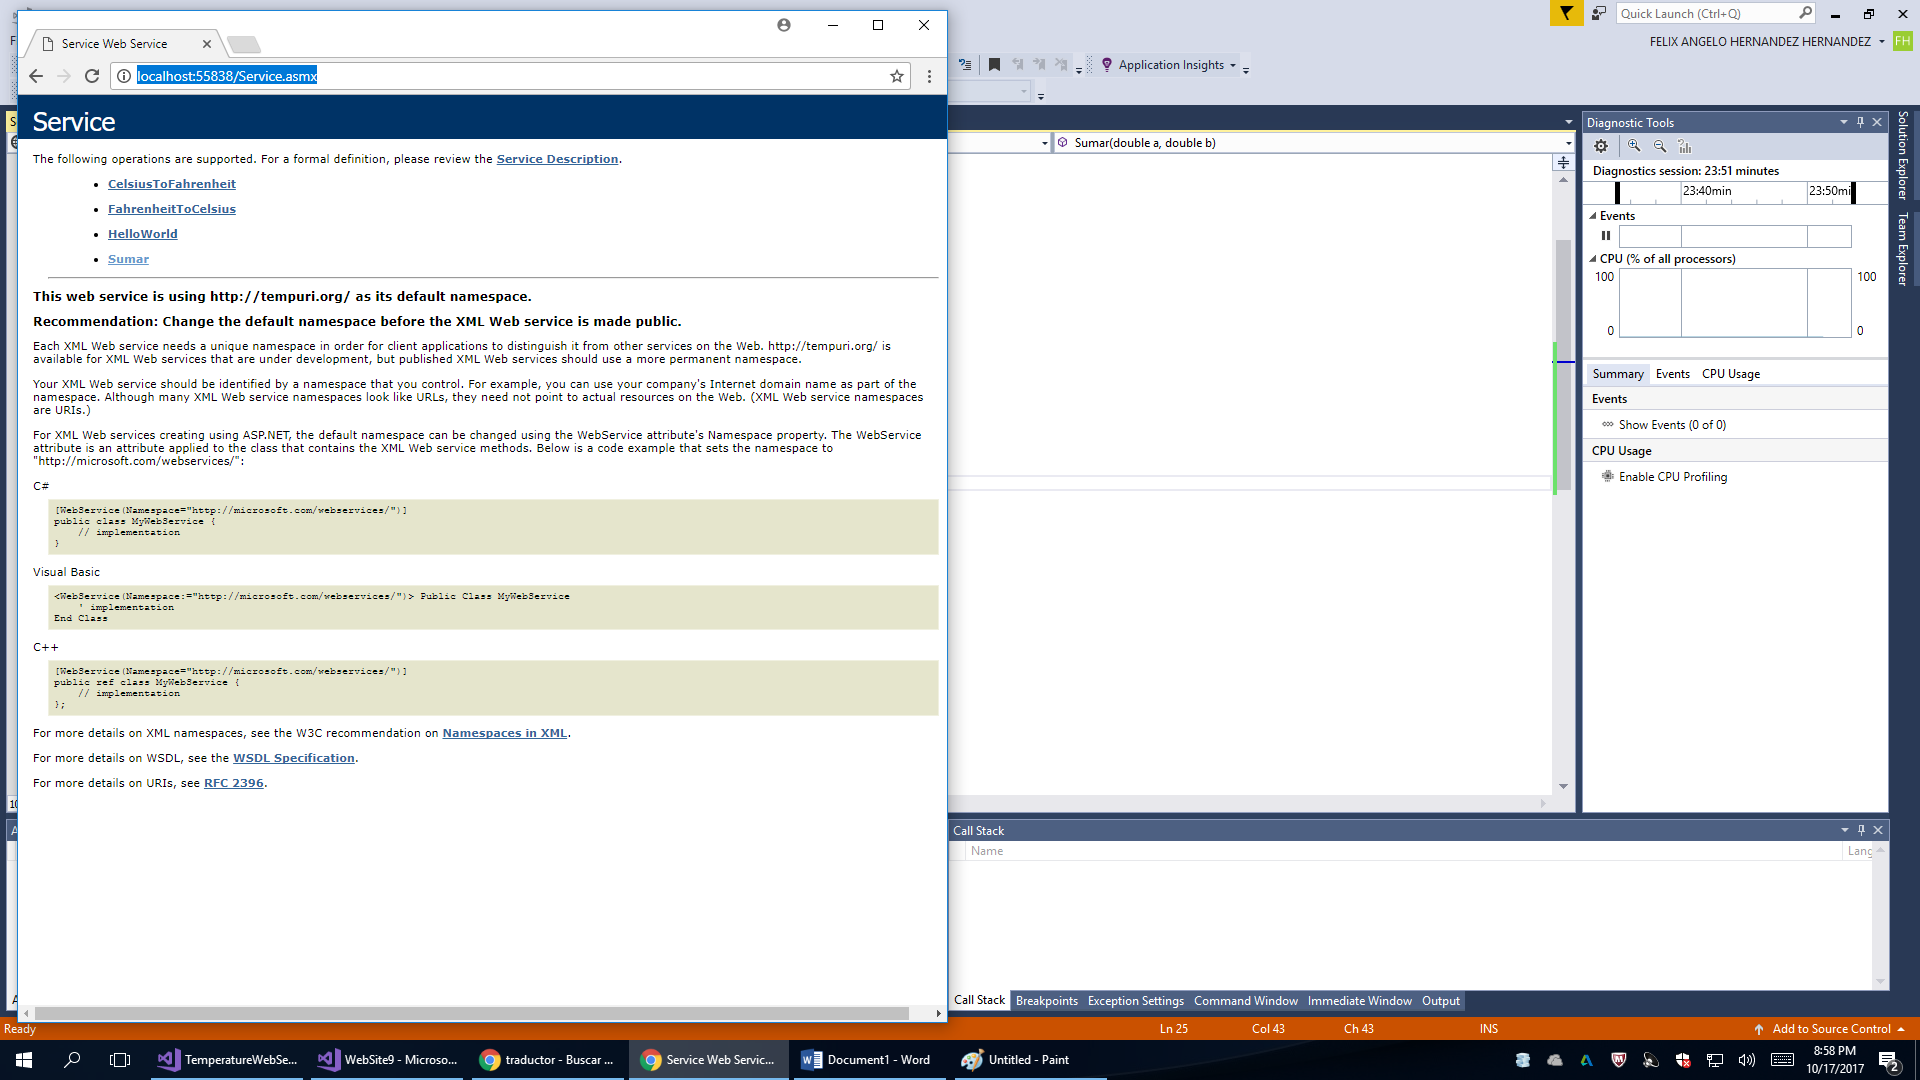 Service Web Service
localhost:55838/Service.asmx
Service
The following operations are supported. For a formal definition, please review the Service Description.
CelsiusToFahrenheit
FahrenheitToCelsius
HelloWorld
Sumar
This web service is using http://tempuri.org/ as its default namespace.
Recommendation: Change the default namespace before the XML Web service is made public.
Each XML Web service needs a unique namespace in order for client applications to distinguish it from other services on the Web. http://tempuri.org/ is
available for XML Web services that are under development, but published XML Web services should use a more permanent namespace.
Your XML Web service should be identified by a namespace that you control. For example, you can use your company's Internet domain name as part of the
namespace. Although many XML Web service namespaces look like URLs, they need not point to actual resources on the Web. (XML Web service namespaces
are URIs.)
For XML Web services creating using ASP.NET, the default namespace can be changed using the WebService attribute's Namespace property. The WebService
attribute is an attribute applied to the class that contains the XML Web service methods. Below is a code example that sets the namespace to
"http://microsoft.com/webservices/":
C#
[WebService(Namespace="http://microsoft.com/webservices/")]
public class MyWebService {
// implementation
}
Visual Basic
<WebService(Namespace:="http://microsoft.com/webservices/")> Public Class MyWebService
' implementation
End Class
C++
[WebService(Namespace="http://microsoft.com/webservices/")]
public ref class MyWebService {
// implementation
};
For more details on XML namespaces, see the W3C recommendation on Namespaces in XML.
For more details on WSDL, see the WSDL Specification.
For more details on URIs, see RFC 2396.
Quick Launch (Ctrl+Q)
FELIX ANGELO HERNANDEZ HERNANDEZ FH
Application Insights
Sumar(double a, double b)
Diagnostic Tools
Diagnostics session: 23:51 minutes
23:40min 23:50mi
Events
CPU (% of all processors)
100 100
0 0
Summary Events CPU Usage
Events
Show Events (0 of 0)
CPU Usage
Enable CPU Profiling
Solution Explorer
Team Explorer
Call Stack
Name Lang
Call Stack Breakpoints Exception Settings Command Window Immediate Window Output
Ready Ln 25 Col 43 Ch 43 INS Add to Source Control
TemperatureWebSe... WebSite9 - Microso... traductor - Buscar ... Service Web Servic... Document1 - Word Untitled - Paint
8:58 PM
10/17/2017
2